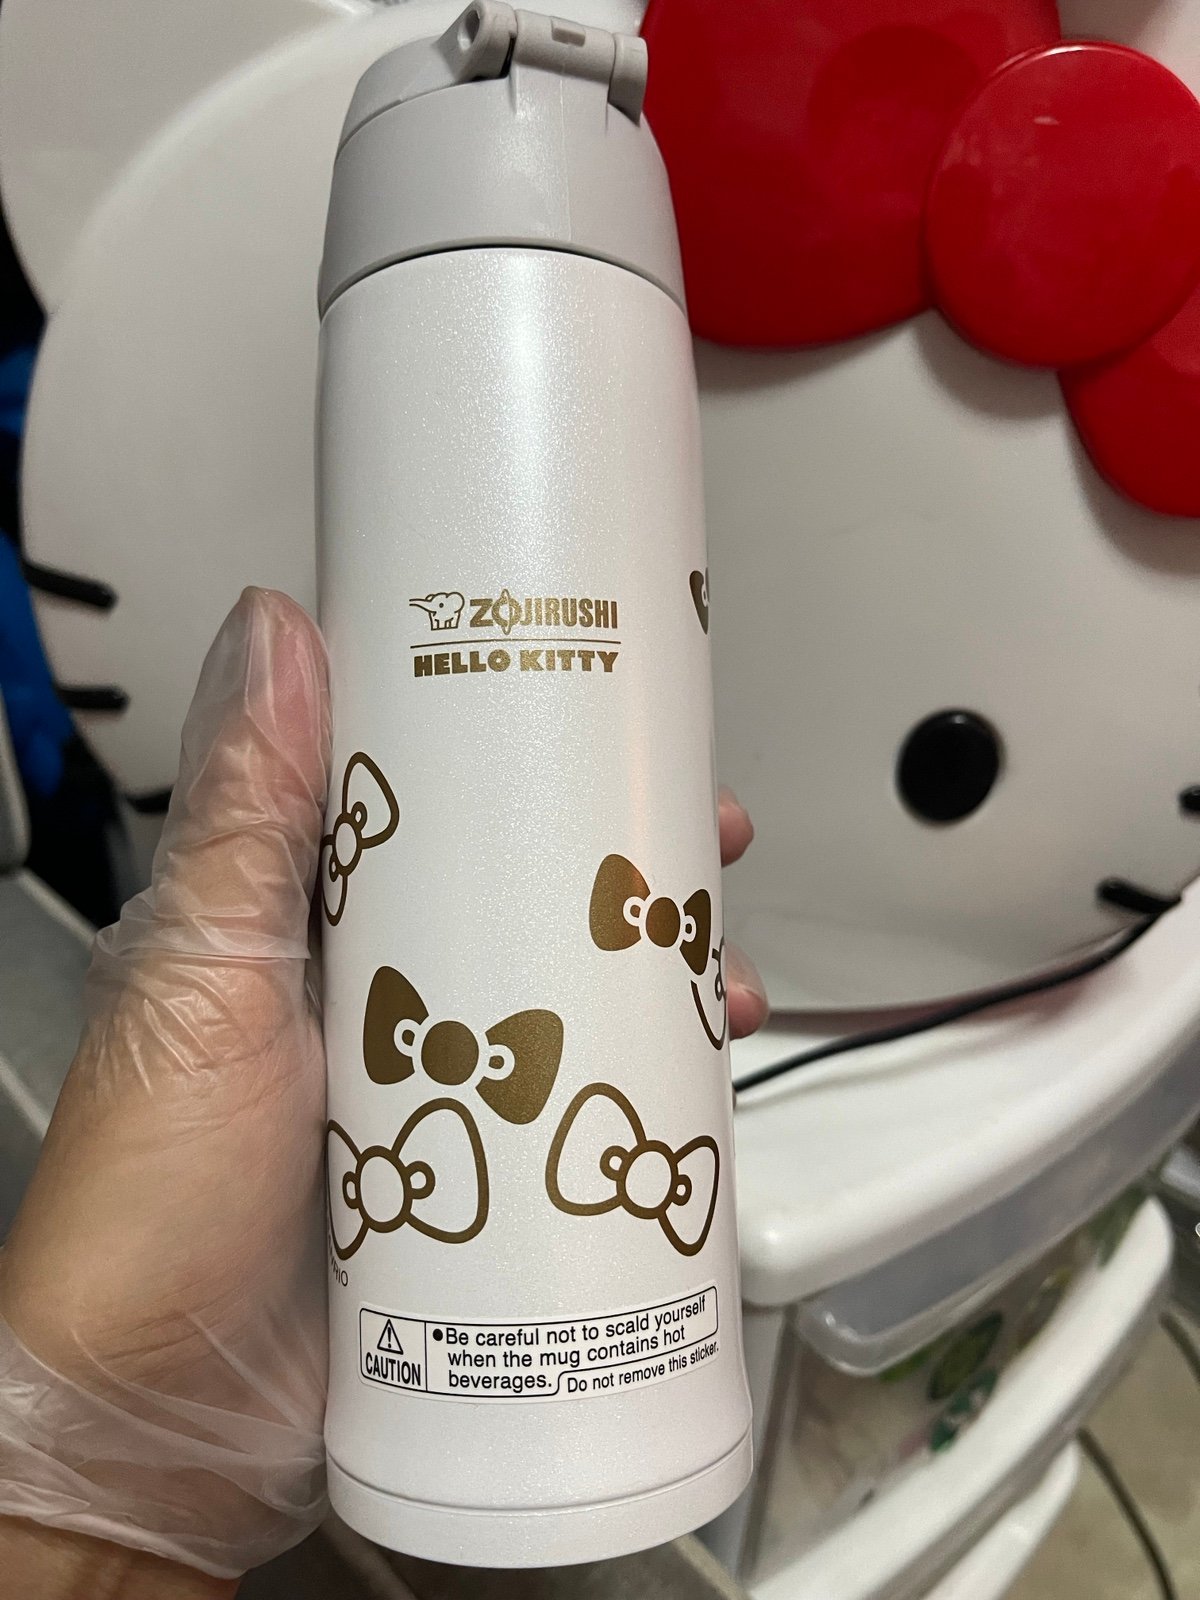 ZOJIRUSHI
HELLO KITTY
CAUTION
●Be careful not to scald yourself
when the mug contains hot
beverages.
Do not remove this sticker.